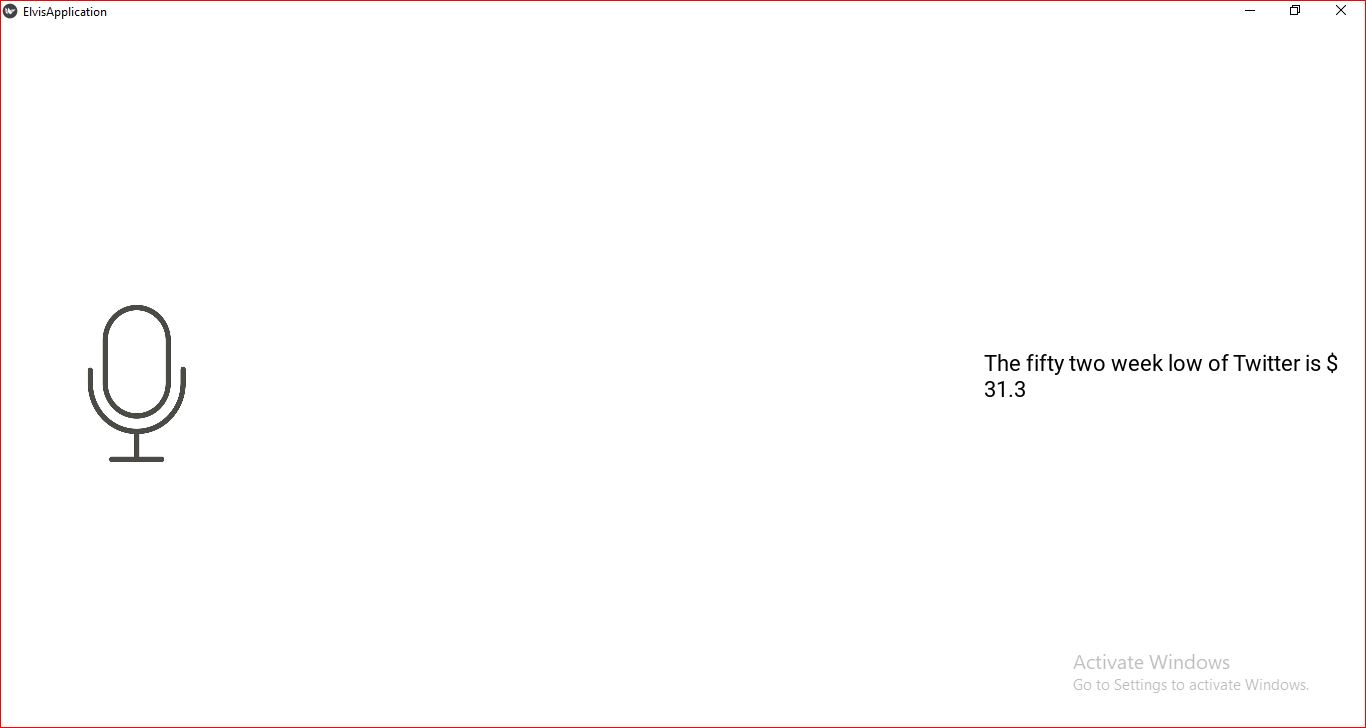 ElvisApplication
The fifty two week low of Twitter is $
31.3
Activate Windows
Go to Settings to activate Windows.